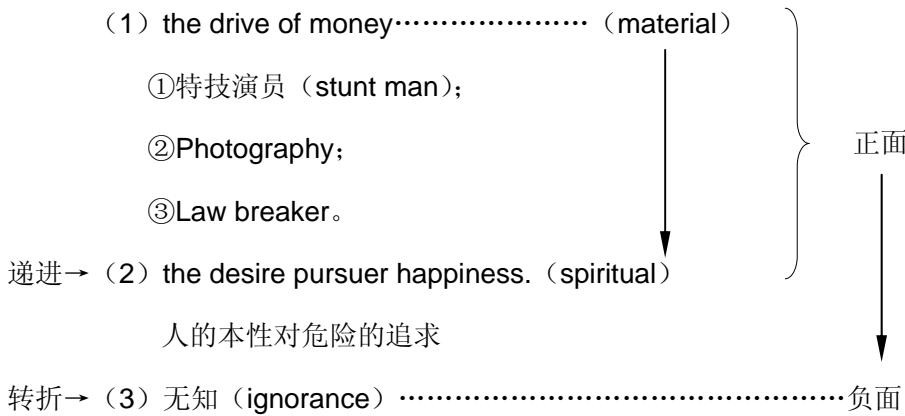 （1）the drive of money…………………（material）
①特技演员（stunt man）；
②Photography；
正面
③Law breaker。
递进→（2）the desire pursuer happiness.（spiritual）
人的本性对危险的追求
转折→（3）无知（ignorance）……………………………………负面